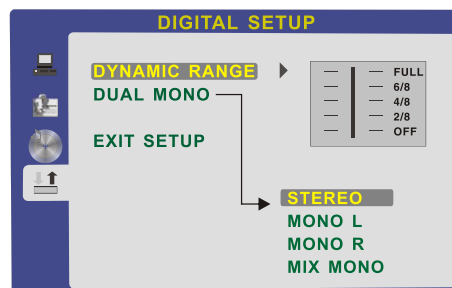 DIGITAL SETUP
DYNAMIC RANGE
DUAL MONO
EXIT SETUP
FULL
6/8
4/8
2/8
OFF
STEREO
MONO L
MONO R
MIX MONO